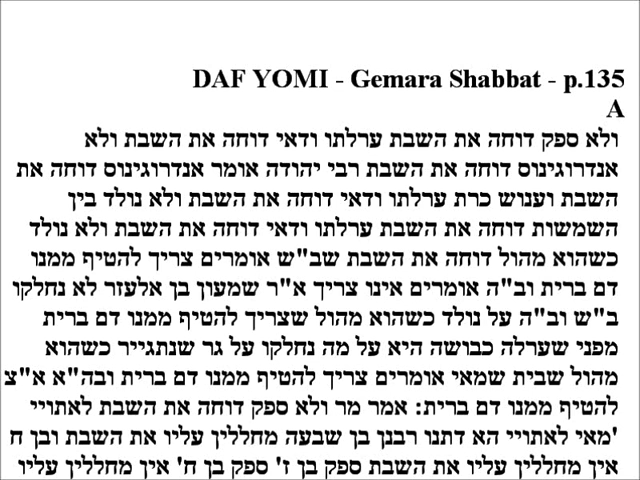 DAF YOMI - Gemara Shabbat - p.135
A
ולא ספק דוחה את השבת ערלתו ודאי דוחה את השבת ולא
אנדרוגינוס דוחה את השבת רבי יהודה אומר אנדרוגינוס דוחה את
השבת וענוש כרת ערלתו ודאי דוחה את השבת ולא נולד בין
השמשות דוחה את השבת ערלתו ודאי דוחה את השבת ולא נולד
כשהוא מהול דוחה את השבת שב"ש אומרים צריך להטיף ממנו
דם ברית וב"ה אומרים אינו צריך א"ר שמעון בן אלעזר לא נחלקו
ב"ש וב"ה על נולד כשהוא מהול שצריך להטיף ממנו דם ברית
מפני שערלה כבושה היא על מה נחלקו על גר שנתגייר כשהוא
מהול שבית שמאי אומרים צריך להטיף ממנו דם ברית ובה"א א"צ
להטיף ממנו דם ברית: אמר מר ולא ספק דוחה את השבת לאתויי
מאי לאתויי הא דתנו רבנן בן שבעה מחללין עליו את השבת ובן ח'
אין מחללין עליו את השבת ספק בן ז' ספק בן ח' אין מחללין עליו